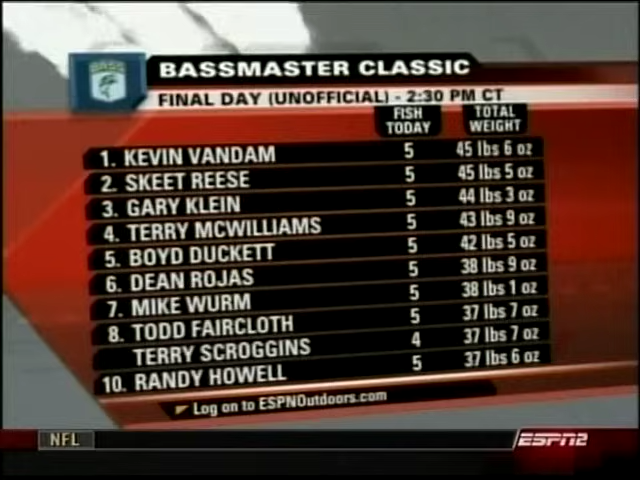 BASS
BASSMASTER CLASSIC
FINAL DAY (UNOFFICIAL) - 2:30 PM CT
FISH TODAY TOTAL WEIGHT
1. KEVIN VANDAM 5 45 lbs 6 oz
2. SKEET REESE 5 45 lbs 5 oz
3. GARY KLEIN 5 44 lbs 3 oz
4. TERRY MCWILLIAMS 5 43 lbs 9 oz
5. BOYD DUCKETT 5 42 lbs 5 oz
6. DEAN ROJAS 5 38 lbs 9 oz
7. MIKE WURM 5 38 lbs 1 oz
8. TODD FAIRCLOTH 5 37 lbs 7 oz
TERRY SCROGGINS 4 37 lbs 7 oz
10. RANDY HOWELL 5 37 lbs 6 oz
Log on to ESPNOutdoors.com
NFL ESPN2